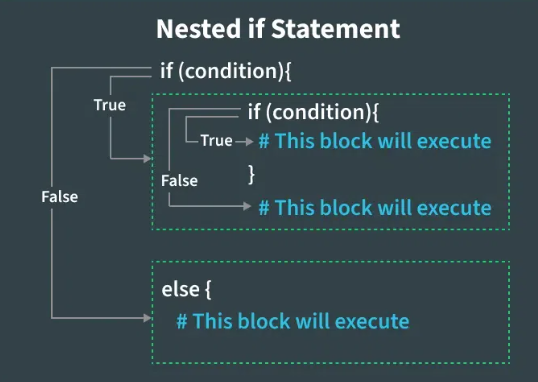 Nested if Statement
if (condition){
True
if (condition){
True
# This block will execute
}
False
# This block will execute
False
else {
# This block will execute